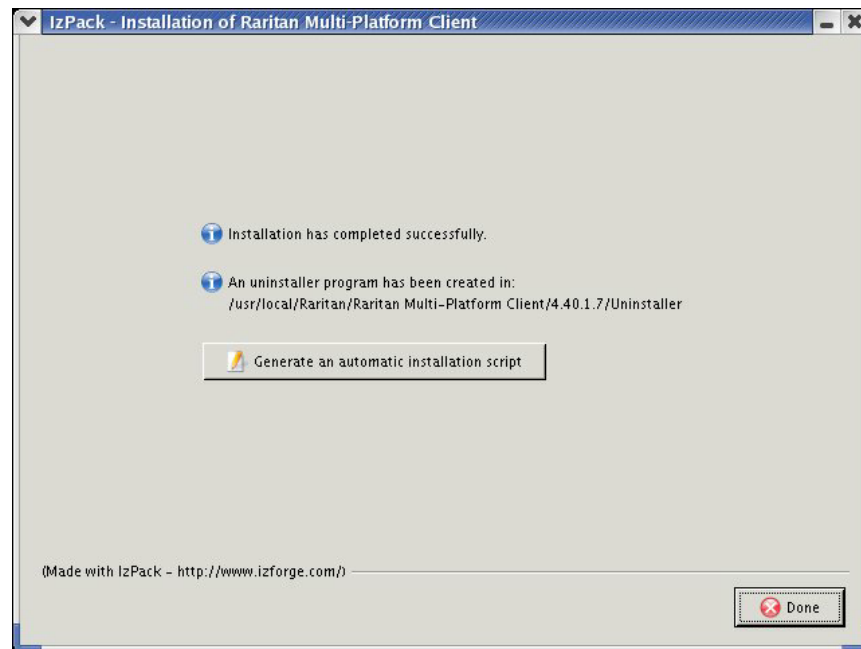 IzPack - Installation of Raritan Multi-Platform Client
Installation has completed successfully.
An uninstaller program has been created in:
/usr/local/Raritan/Raritan Multi-Platform Client/4.40.1.7/Uninstaller
Generate an automatic installation script
(Made with IzPack - http://www.izforge.com/)
Done